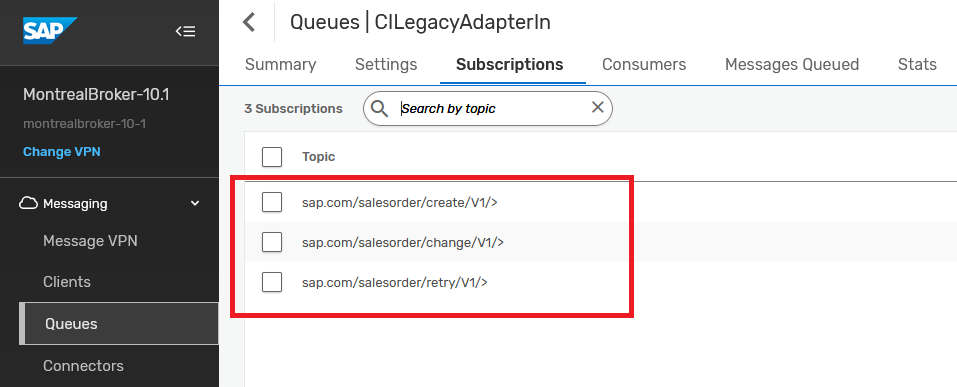 SAP
MontrealBroker-10.1
montrealbroker-10-1
Change VPN
Messaging
Message VPN
Clients
Queues
Connectors
Queues | CILegacyAdapterIn
Summary Settings Subscriptions Consumers Messages Queued Stats
3 Subscriptions Search by topic
Topic
sap.com/salesorder/create/V1/>
sap.com/salesorder/change/V1/>
sap.com/salesorder/retry/V1/>